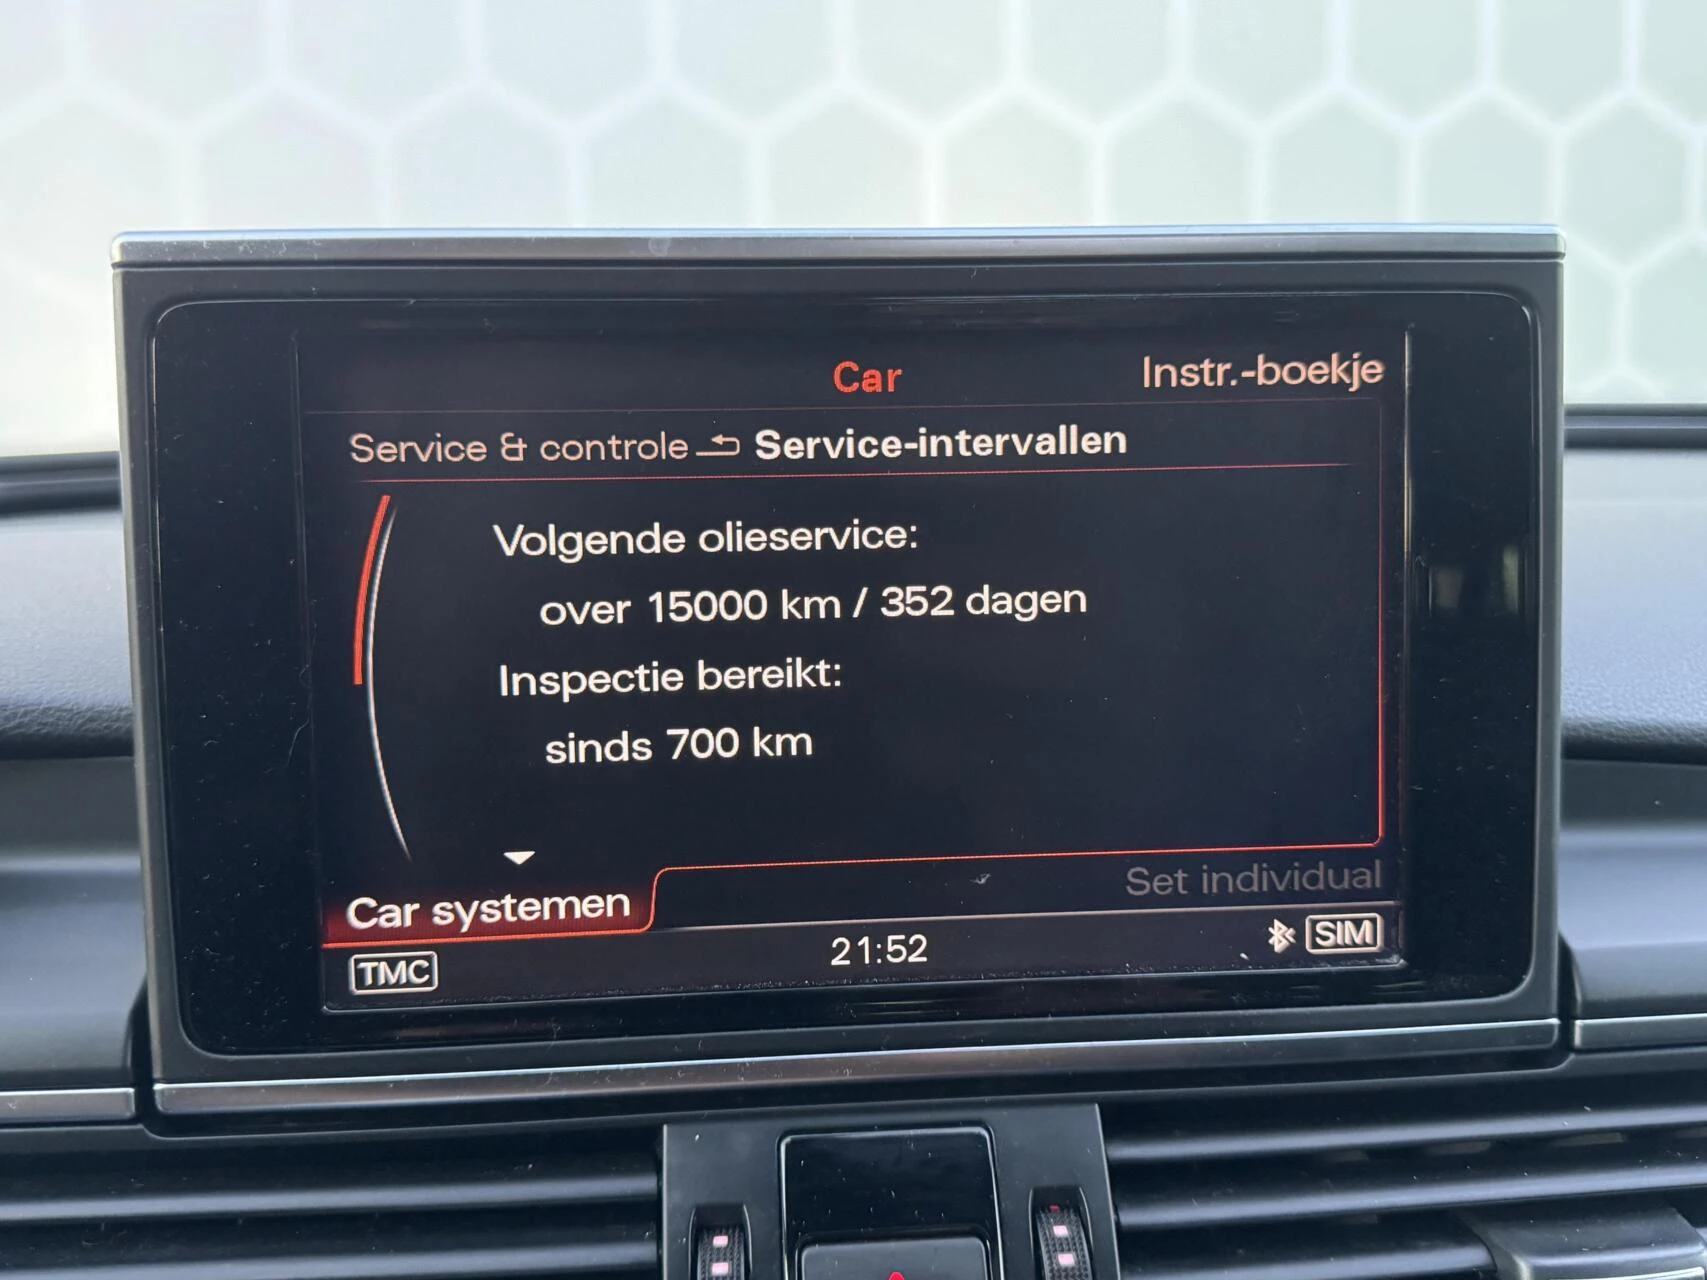 Car
Instr.-boekje
Service & controle Service-intervallen
Volgende olieservice:
over 15000 km / 352 dagen
Inspectie bereikt:
sinds 700 km
Set individual
Car systemen
TMC
21:52
SIM